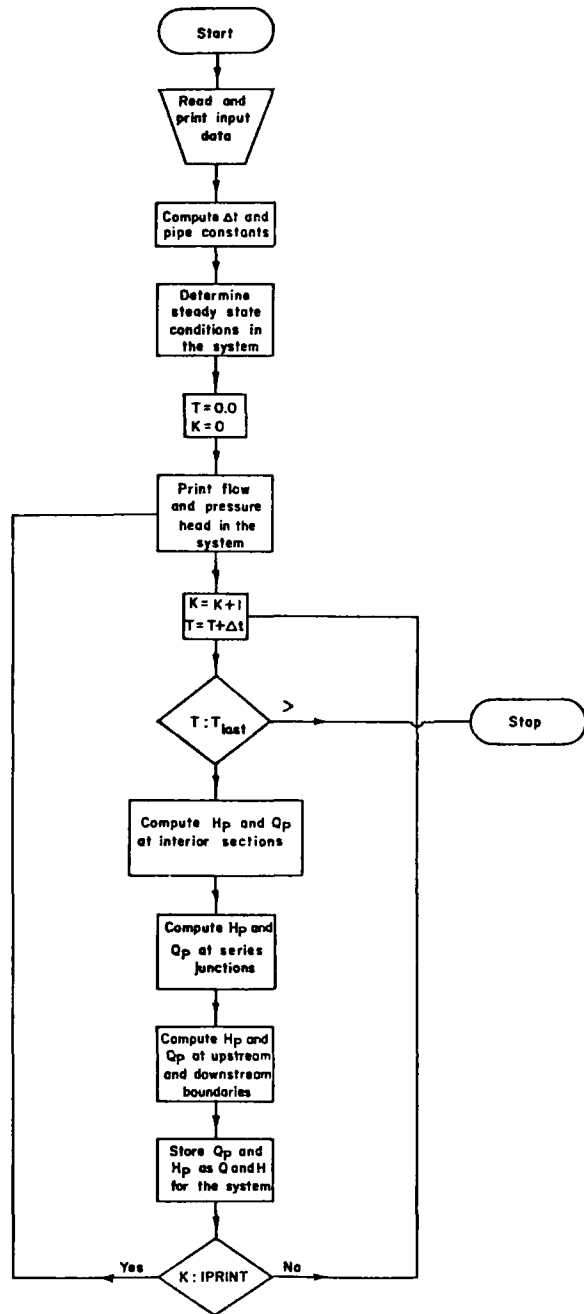 Start
Read and
print input
data
Compute Δt and
pipe constants
Determine
steady state
conditions in
the system
T = 0.0
K = 0
Print flow
and pressure
head in the
system
K = K+1
T = T+Δt
T : Tlast
>
Stop
Compute HP and QP
at interior sections
Compute HP and
QP at series
junctions
Compute HP and
QP at upstream
and downstream
boundaries
Store QP and
HP as Q and H
for the system
Yes
K : IPRINT
No